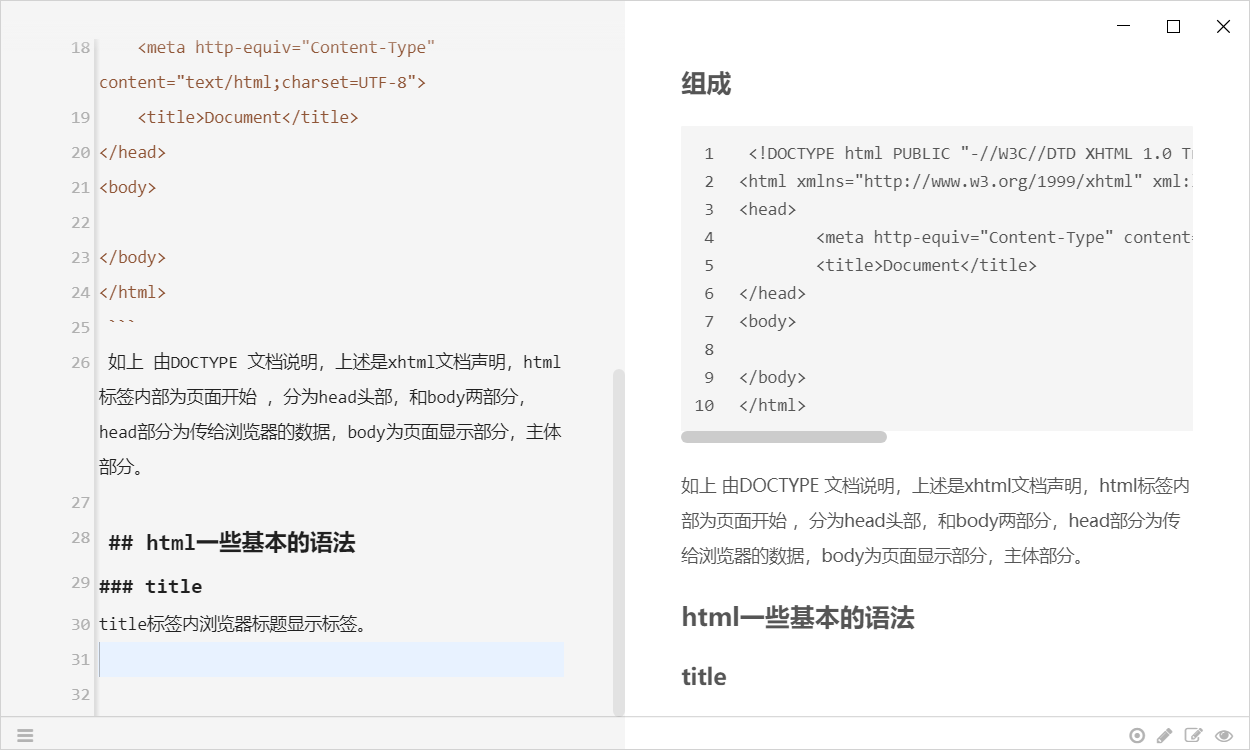 18     <meta http-equiv="Content-Type"
content="text/html;charset=UTF-8">
19     <title>Document</title>
20 </head>
21 <body>
22
23 </body>
24 </html>
25  ```
26  如上 由DOCTYPE 文档说明，上述是xhtml文档声明，html
标签内部为页面开始 ，分为head头部，和body两部分，
head部分为传给浏览器的数据，body为页面显示部分，主体
部分。
27
28  ## html一些基本的语法
29 ### title
30 title标签内浏览器标题显示标签。
31
32
组成
1  <!DOCTYPE html PUBLIC "-//W3C//DTD XHTML 1.0
2 <html xmlns="http://www.w3.org/1999/xhtml" xml:
3 <head>
4         <meta http-equiv="Content-Type" content=
5         <title>Document</title>
6 </head>
7 <body>
8
9 </body>
10 </html>
如上 由DOCTYPE 文档说明，上述是xhtml文档声明，html标签内
部为页面开始 ，分为head头部，和body两部分，head部分为传
给浏览器的数据，body为页面显示部分，主体部分。
html一些基本的语法
title